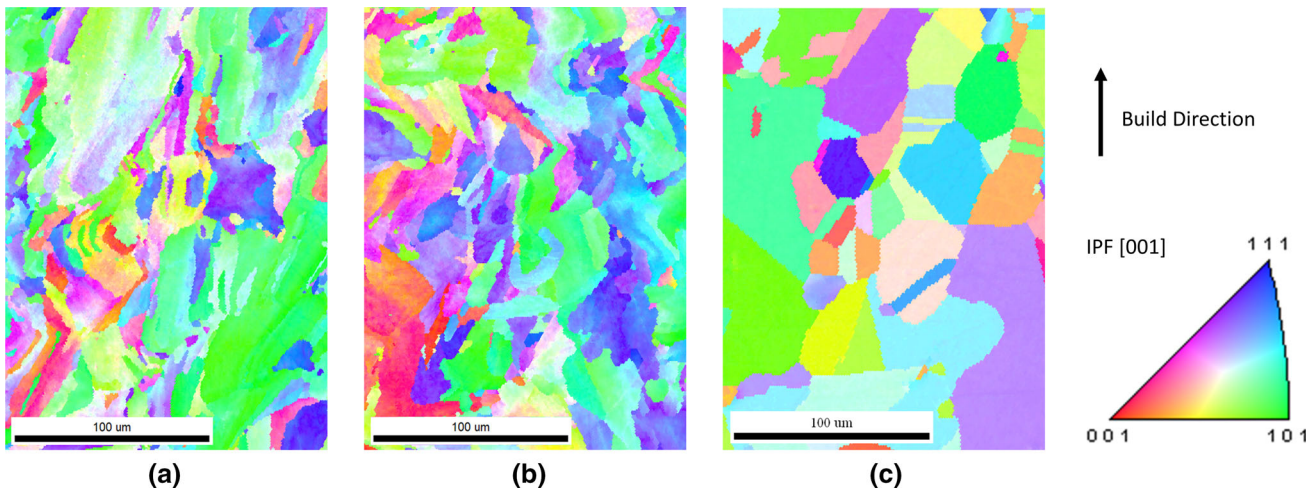 Build Direction
IPF [001]
1 1 1
0 0 1
1 0 1
100 um
100 um
100 um
(a)
(b)
(c)